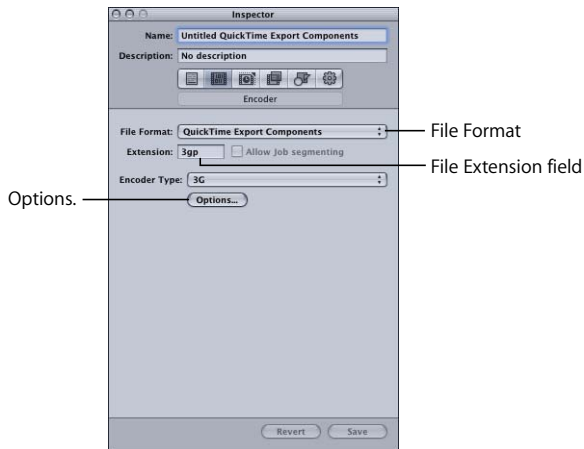 Inspector
Name: Untitled QuickTime Export Components
Description: No description
Encoder
File Format: QuickTime Export Components
File Format
Extension: 3gp Allow Job segmenting
File Extension field
Encoder Type: 3G
Options.
Options...
Revert Save